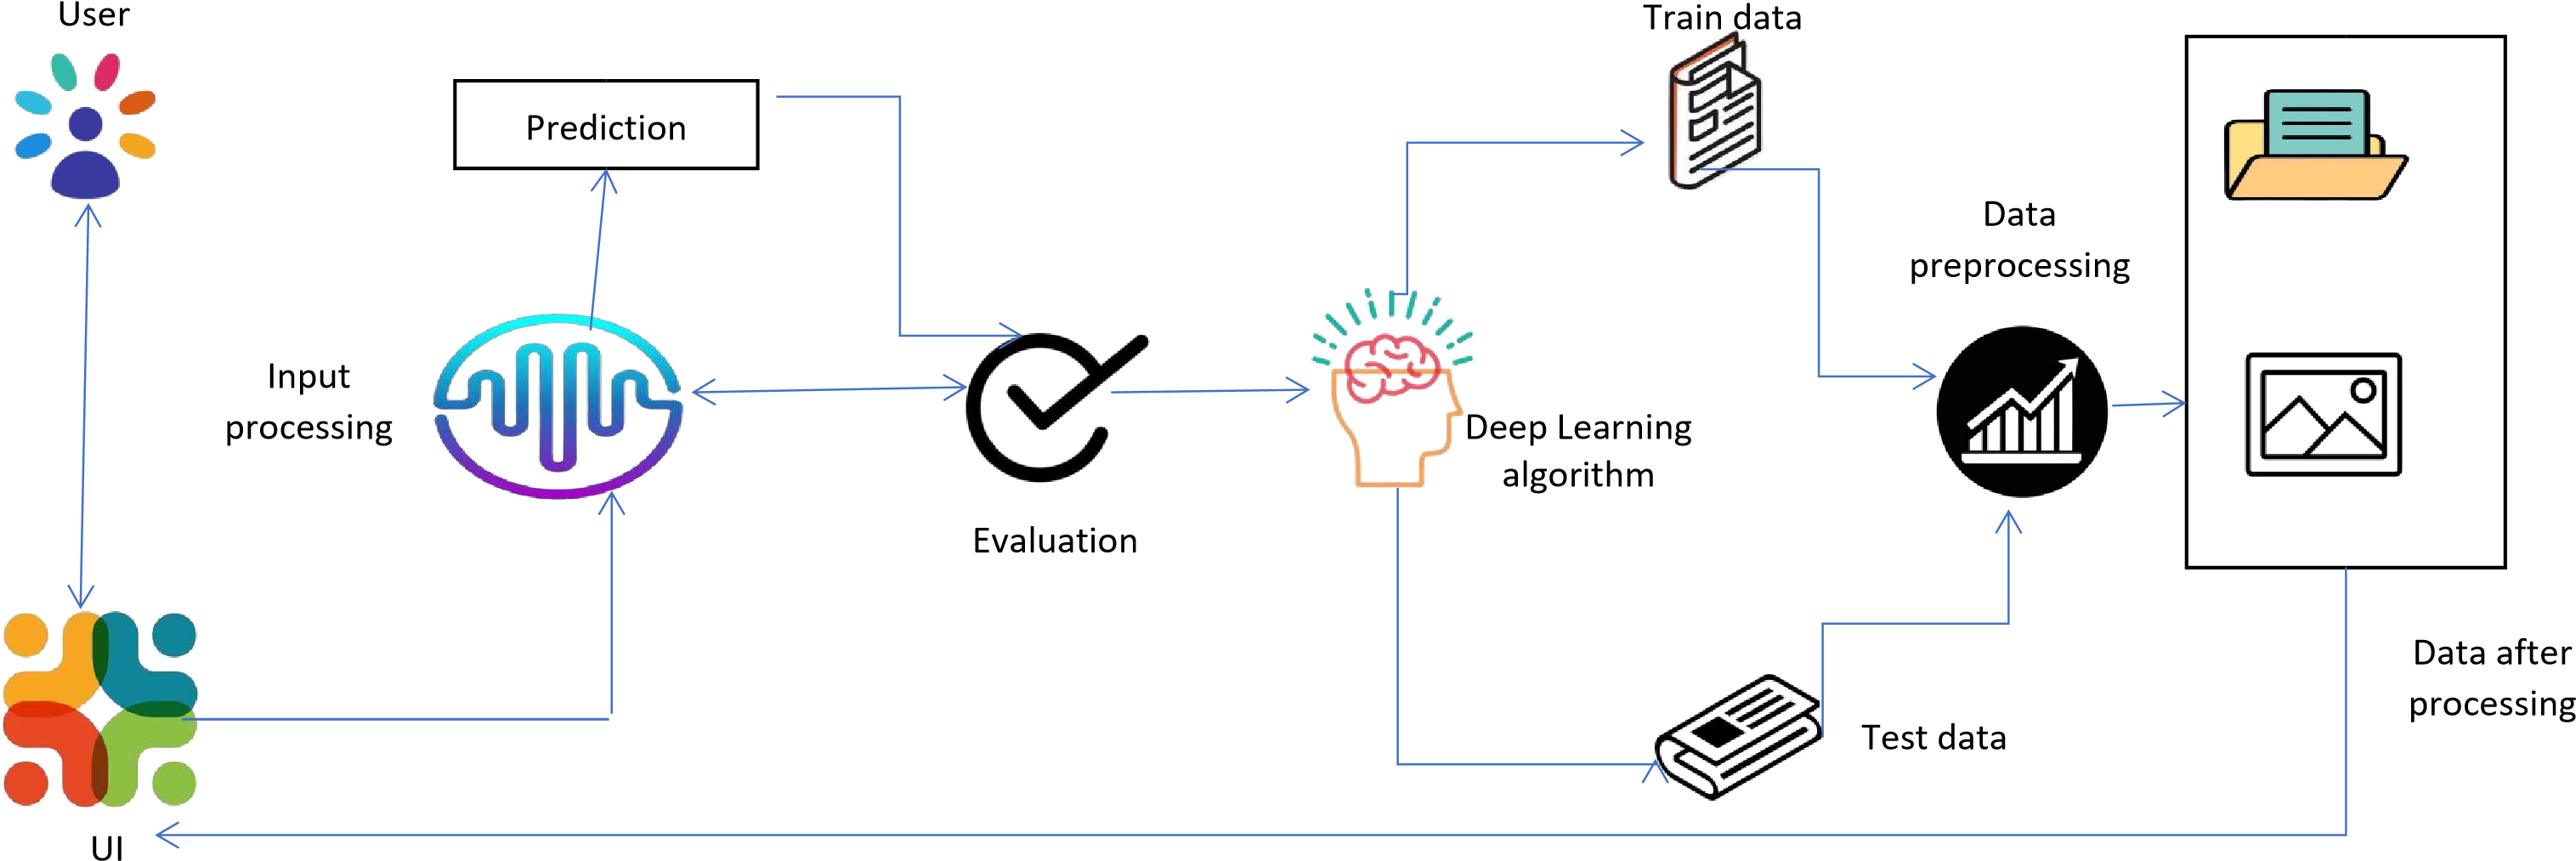 User
Train data
Prediction
Data
preprocessing
Input
processing
Deep Learning
algorithm
Evaluation
Data after
processing
Test data
UI